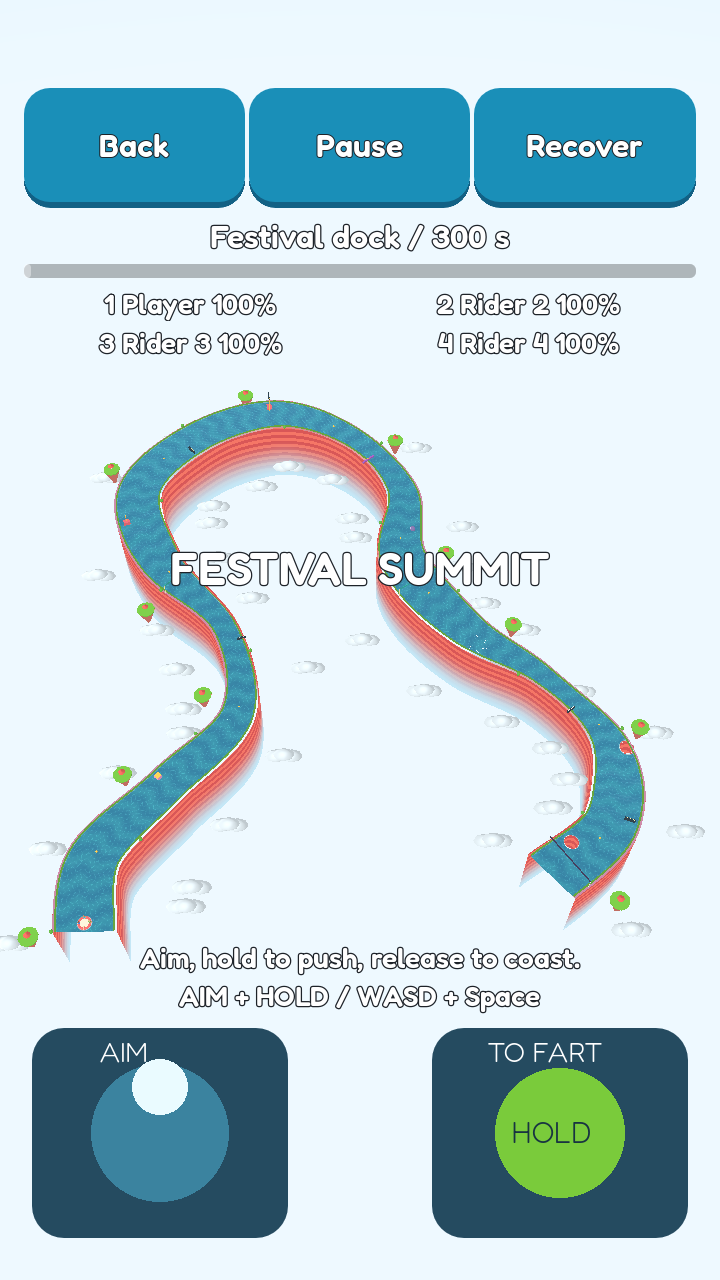 Back
Pause
Recover
Festival dock / 300 s
1 Player 100%
2 Rider 2 100%
3 Rider 3 100%
4 Rider 4 100%
FESTIVAL SUMMIT
Aim, hold to push, release to coast.
AIM + HOLD / WASD + Space
AIM
TO FART
HOLD